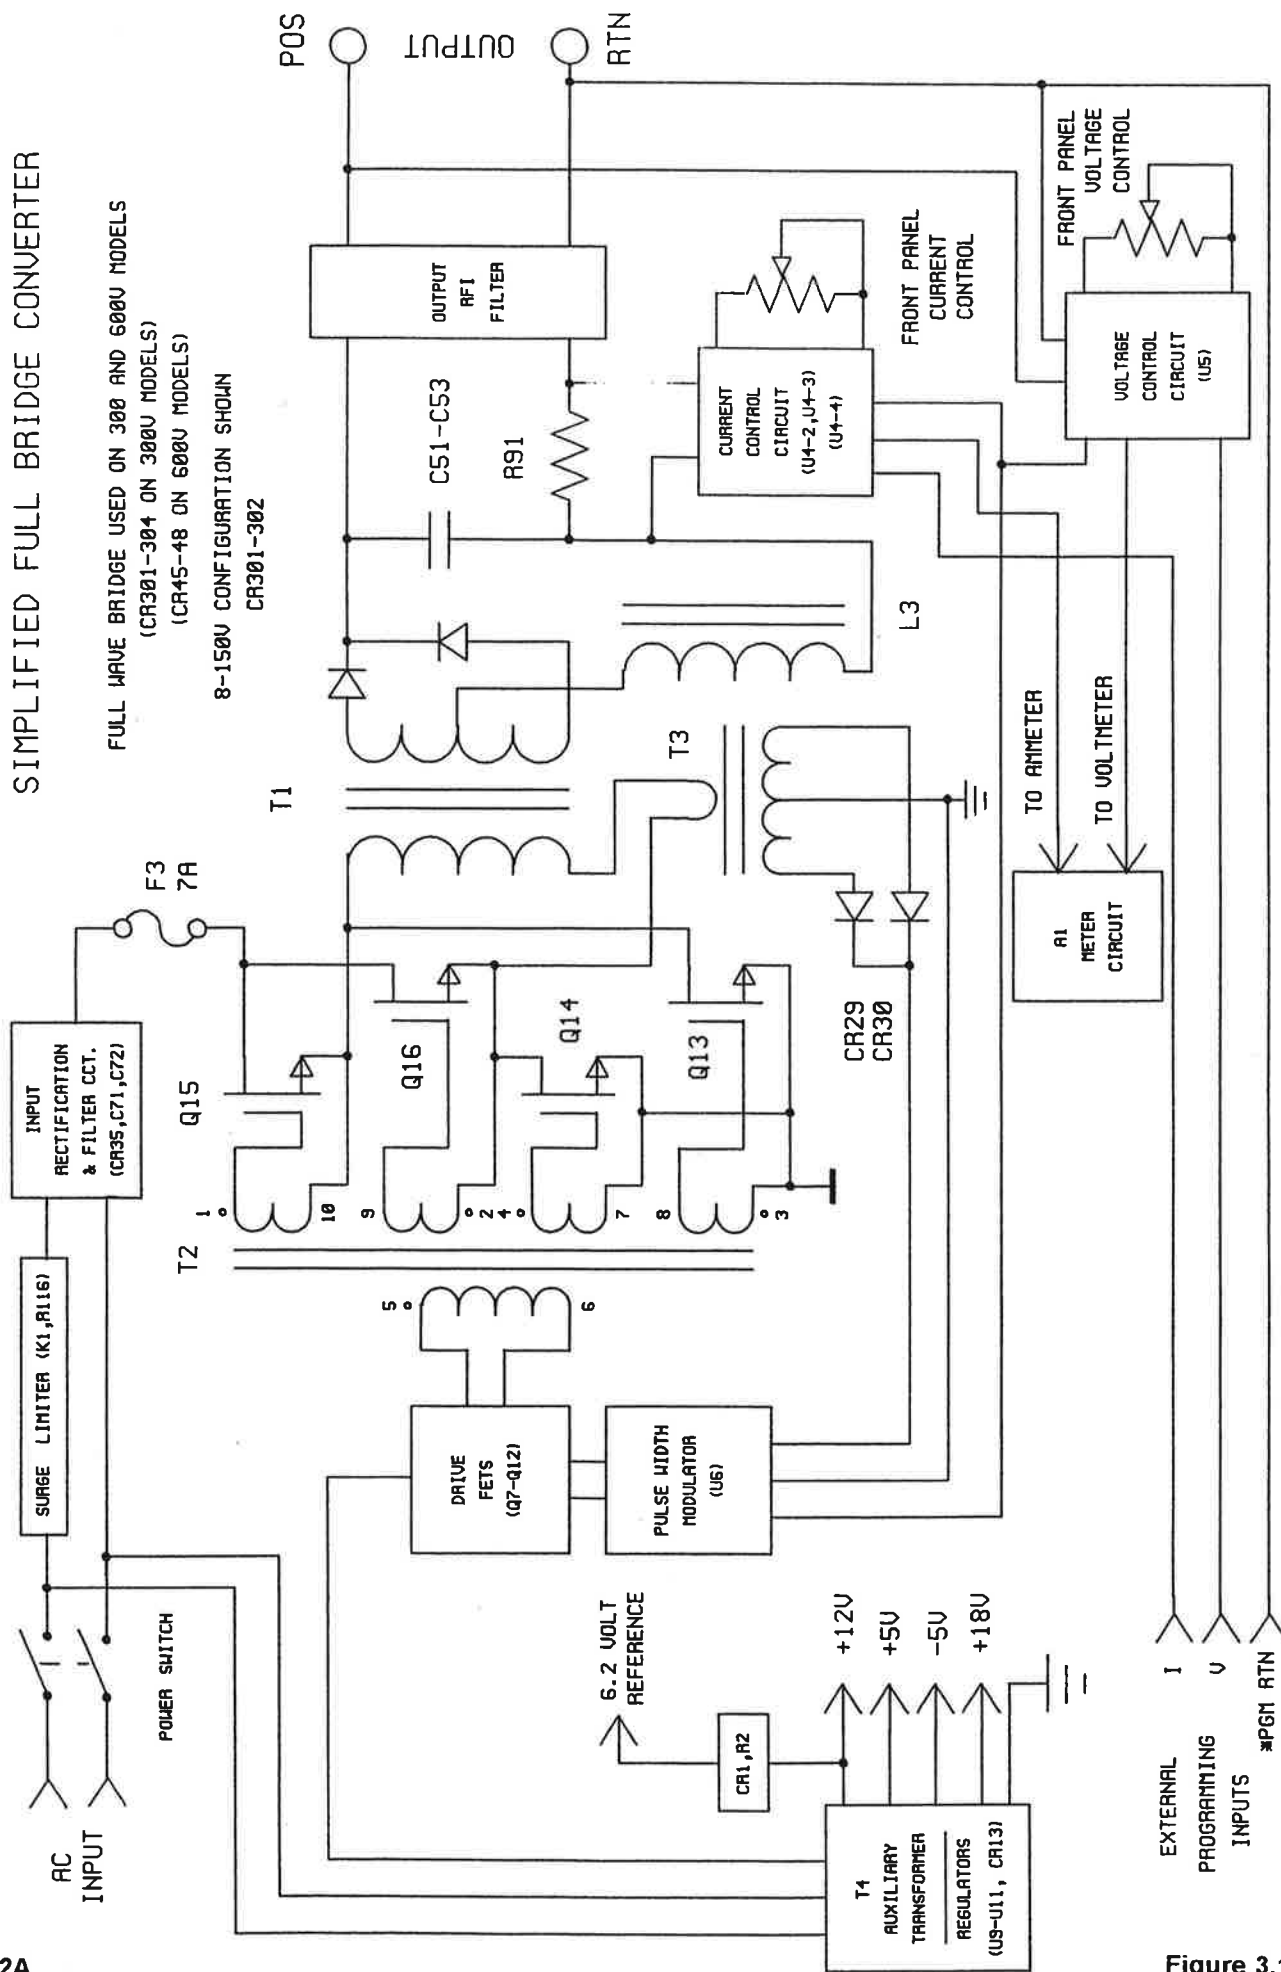 SIMPLIFIED FULL BRIDGE CONVERTER
FULL WAVE BRIDGE USED ON 300 AND 600V MODELS
(CR301-304 ON 300V MODELS)
(CR45-48 ON 600V MODELS)
8-150V CONFIGURATION SHOWN
CR301-302
AC
INPUT
POWER SWITCH
SURGE LIMITER (K1,R116)
INPUT
RECTIFICATION
& FILTER CCT.
(CR35,C71,C72)
F3
7A
T1
POS
OUTPUT
RTN
OUTPUT
RFI
FILTER
C51-C53
R91
L3
T3
Q15
Q16
Q14
Q13
T2
1
10
9
2
4
7
8
3
5
6
DRIVE
FETS
(Q7-Q12)
PULSE WIDTH
MODULATOR
(U6)
CR29
CR30
CURRENT
CONTROL
CIRCUIT
(U4-2,U4-3)
(U4-4)
FRONT PANEL
CURRENT
CONTROL
FRONT PANEL
VOLTAGE
CONTROL
VOLTAGE
CONTROL
CIRCUIT
(U5)
TO AMMETER
TO VOLTMETER
A1
METER
CIRCUIT
6.2 VOLT
REFERENCE
CR1,R2
+12V
+5V
-5V
+18V
T4
AUXILIARY
TRANSFORMER
REGULATORS
(U9-U11, CR13)
EXTERNAL
PROGRAMMING
INPUTS
I
V
*PGM RTN
2A
Figure 3.